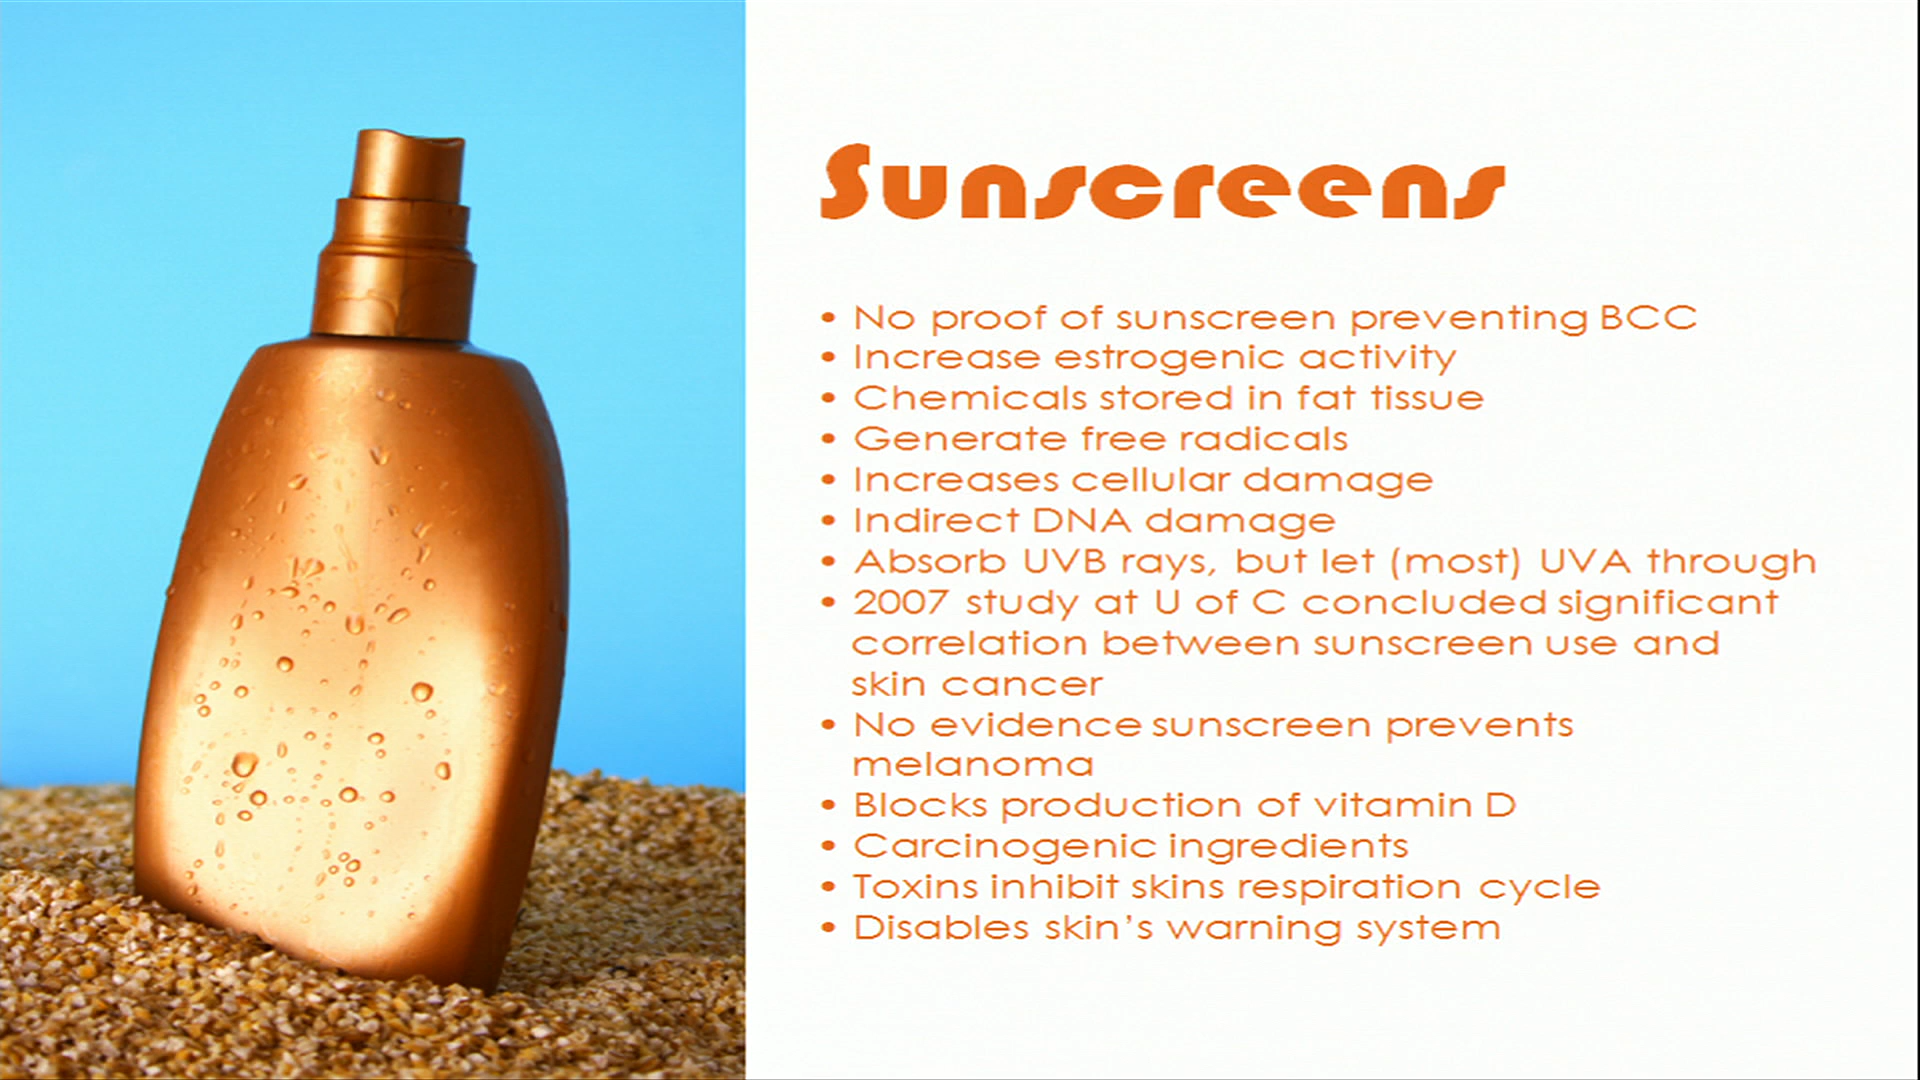 Sunscreens
• No proof of sunscreen preventing BCC
• Increase estrogenic activity
• Chemicals stored in fat tissue
• Generate free radicals
• Increases cellular damage
• Indirect DNA damage
• Absorb UVB rays, but let (most) UVA through
• 2007 study at U of C concluded significant
correlation between sunscreen use and
skin cancer
• No evidence sunscreen prevents
melanoma
• Blocks production of vitamin D
• Carcinogenic ingredients
• Toxins inhibit skins respiration cycle
• Disables skin's warning system